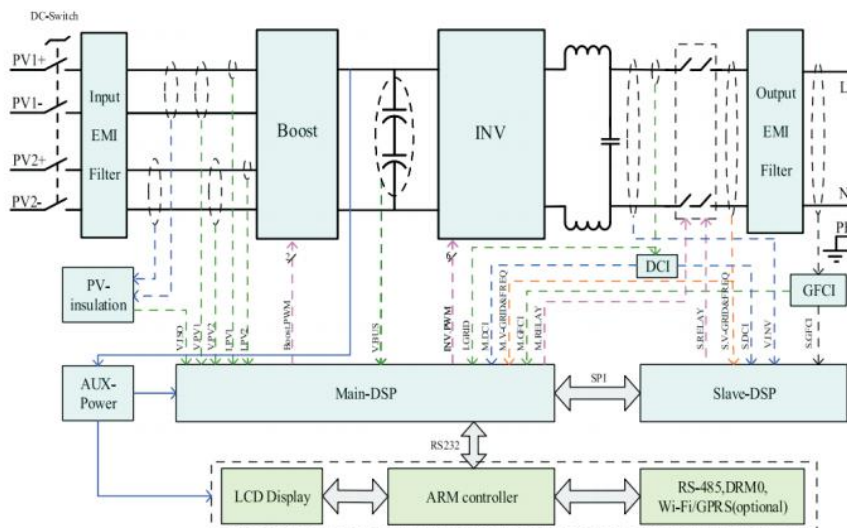 DC-Switch
PV1+
PV1-
PV2+
PV2-
Input
EMI
Filter
Boost
INV
Output
EMI
Filter
L
N
PE
DCI
GFCI
PV-
insulation
V.ISO
V.PV1
V.PV2
I.PV1
I.PV2
2
Boost.PWM
V.BUS
6
INV.PWM
I.GRID
M.DCI
M.V-GRID&FREQ
M.GFCI
M.RELAY
S.RELAY
S.V-GRID&FREQ
S.DCI
V.INV
S.GFCI
AUX-
Power
Main-DSP
SPI
Slave-DSP
RS232
LCD Display
ARM controller
RS-485,DRM0,
Wi-Fi/GPRS(optional)